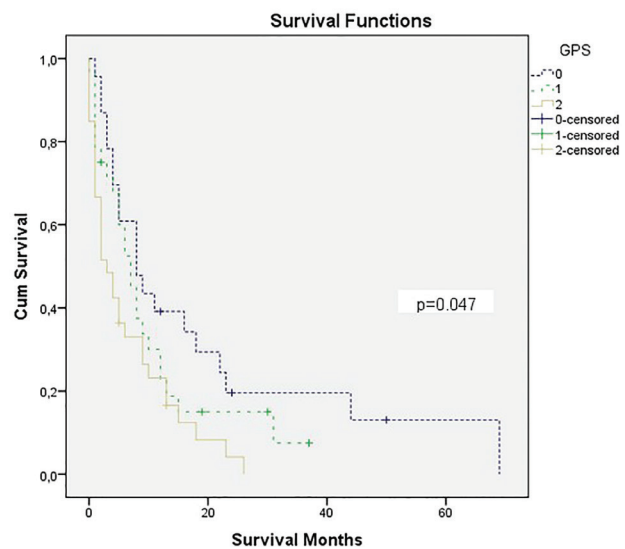 Survival Functions
GPS
0
1
2
0-censored
1-censored
2-censored
1,0
0,8
0,6
0,4
0,2
0,0
Cum Survival
p=0.047
0
20
40
60
Survival Months